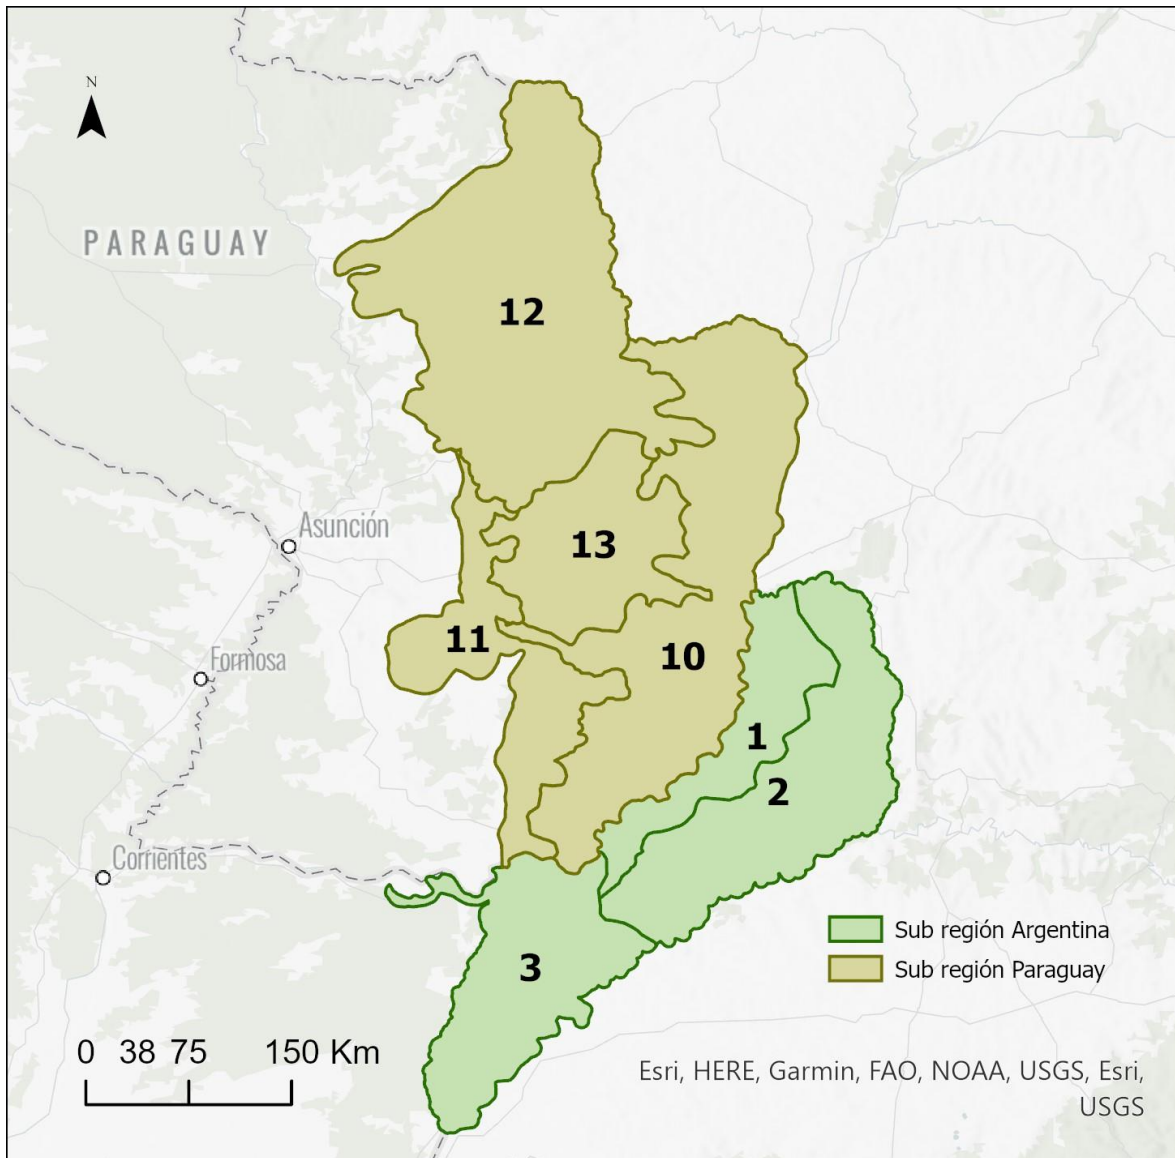 N
PARAGUAY
12
Asunción
13
11
10
Formosa
1
2
Corrientes
Sub región Argentina
3
Sub región Paraguay
0 38 75 150 Km
Esri, HERE, Garmin, FAO, NOAA, USGS, Esri,
USGS